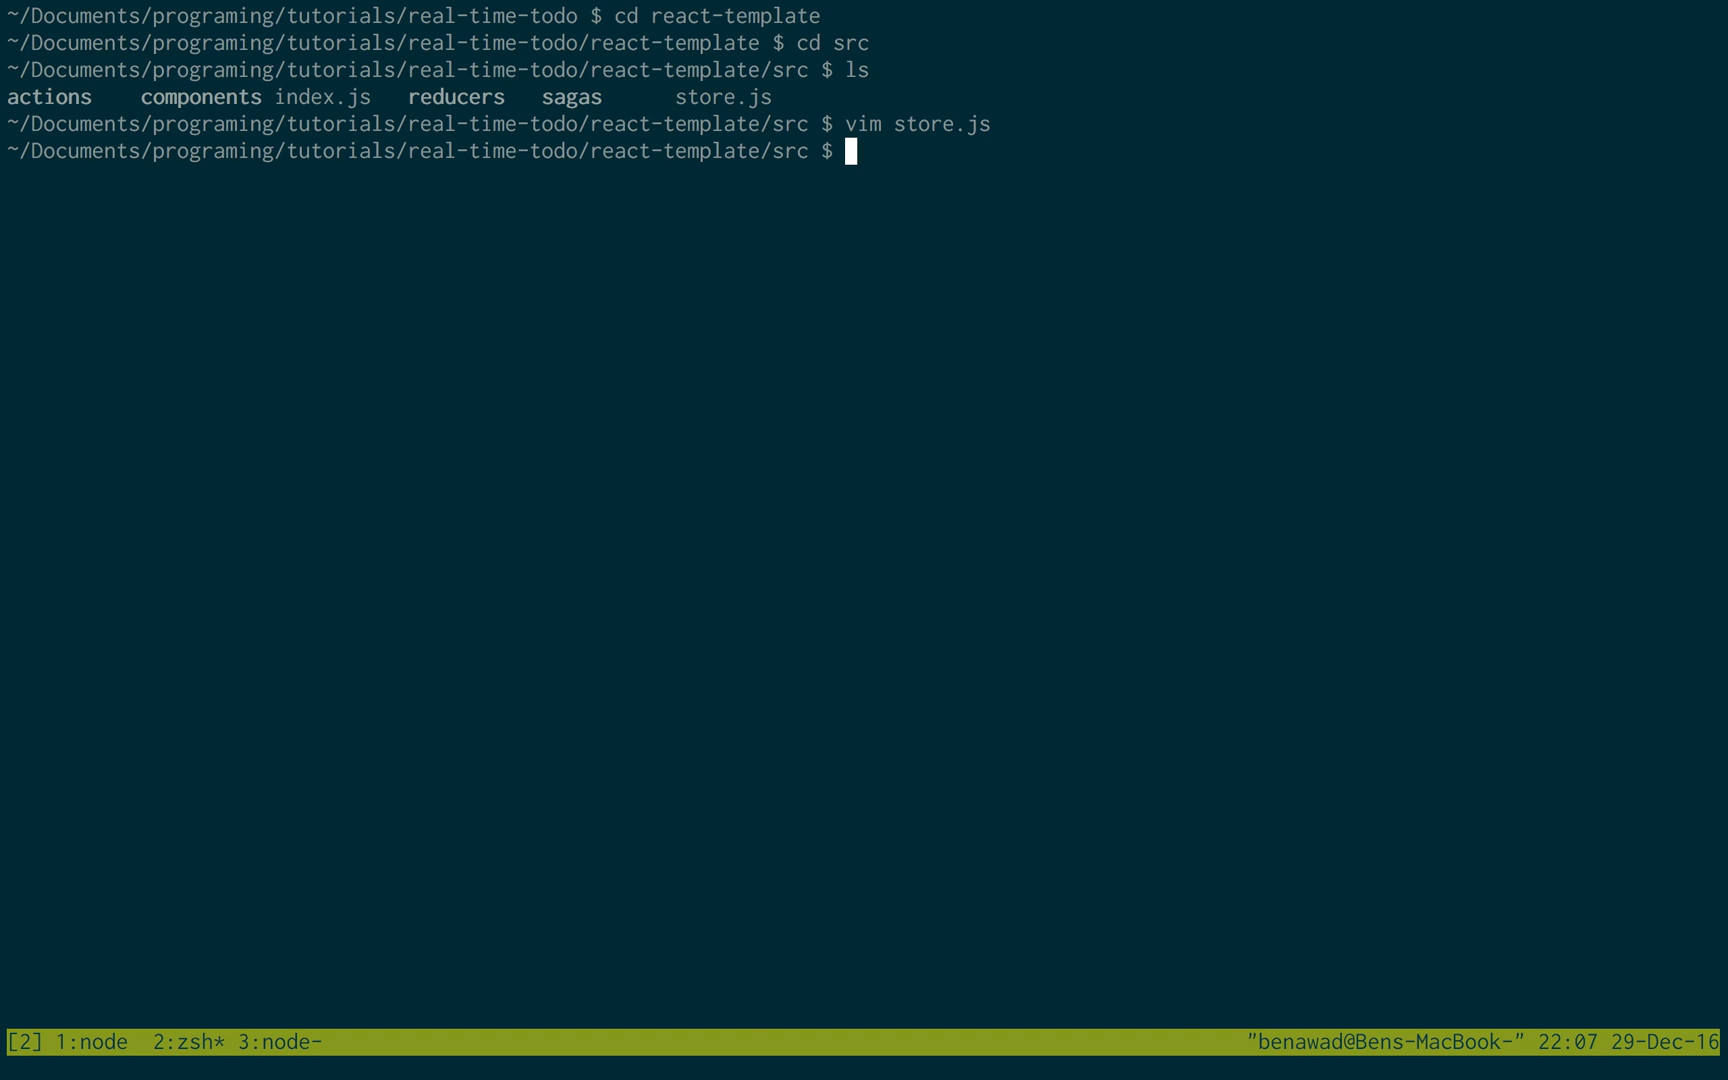 ~/Documents/programing/tutorials/real-time-todo $ cd react-template
~/Documents/programing/tutorials/real-time-todo/react-template $ cd src
~/Documents/programing/tutorials/real-time-todo/react-template/src $ ls
actions    components index.js   reducers   sagas      store.js
~/Documents/programing/tutorials/real-time-todo/react-template/src $ vim store.js
~/Documents/programing/tutorials/real-time-todo/react-template/src $
[2] 1:node  2:zsh* 3:node-    "benawad@Bens-MacBook-" 22:07 29-Dec-16